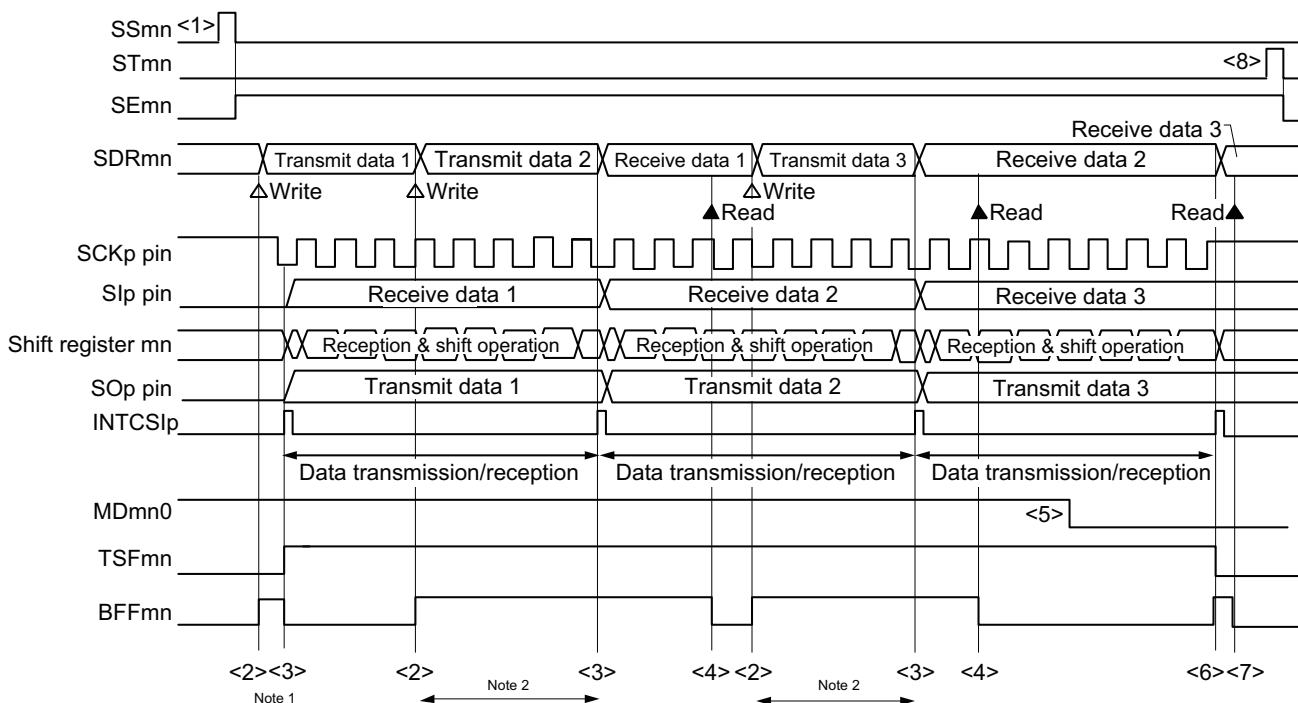 SSmn <1>
STmn <8>
SEmn
Receive data 3
SDRmn Transmit data 1 Transmit data 2 Receive data 1 Transmit data 3 Receive data 2
Write Write Write
Read Read Read
SCKp pin
SIp pin Receive data 1 Receive data 2 Receive data 3
Shift register mn Reception & shift operation Reception & shift operation Reception & shift operation
SOp pin Transmit data 1 Transmit data 2 Transmit data 3
INTCSIp
Data transmission/reception Data transmission/reception Data transmission/reception
MDmn0 <5>
TSFmn
BFFmn
<2> <3> <2> <3> <4> <2> <3> <4> <6> <7>
Note 1 Note 2 Note 2